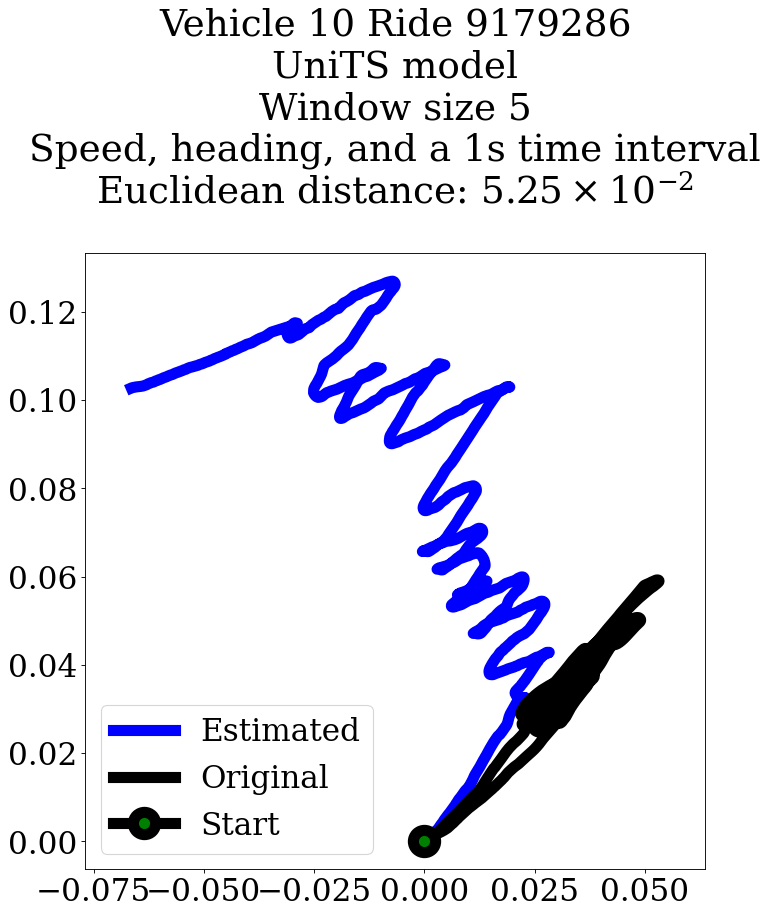 Vehicle 10 Ride 9179286
UniTS model
Window size 5
Speed, heading, and a 1s time interval
Euclidean distance: 5.25 × 10⁻²
0.12
0.10
0.08
0.06
0.04
0.02
0.00
Estimated
Original
Start
−0.075 −0.050 −0.025 0.000 0.025 0.050